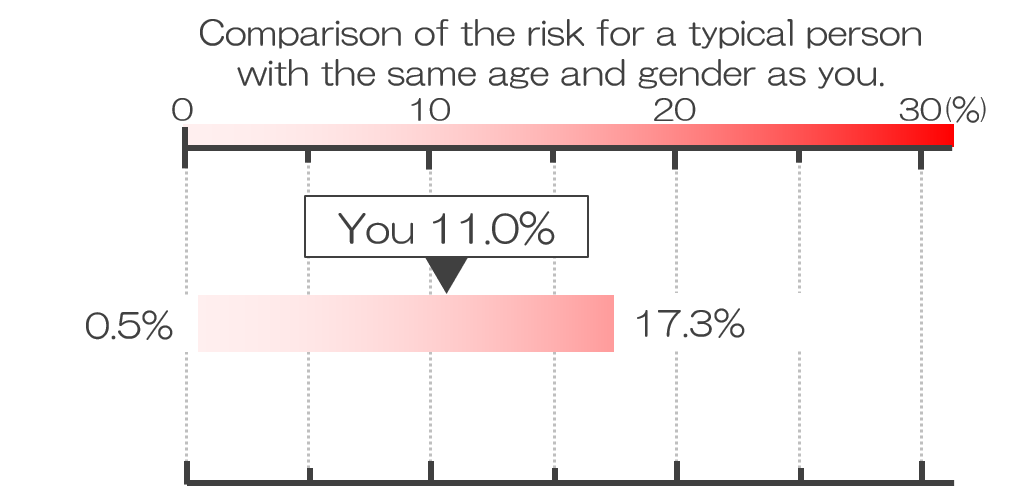 Comparison of the risk for a typical person
with the same age and gender as you.
0 10 20 30(%)
You 11.0%
0.5% 17.3%